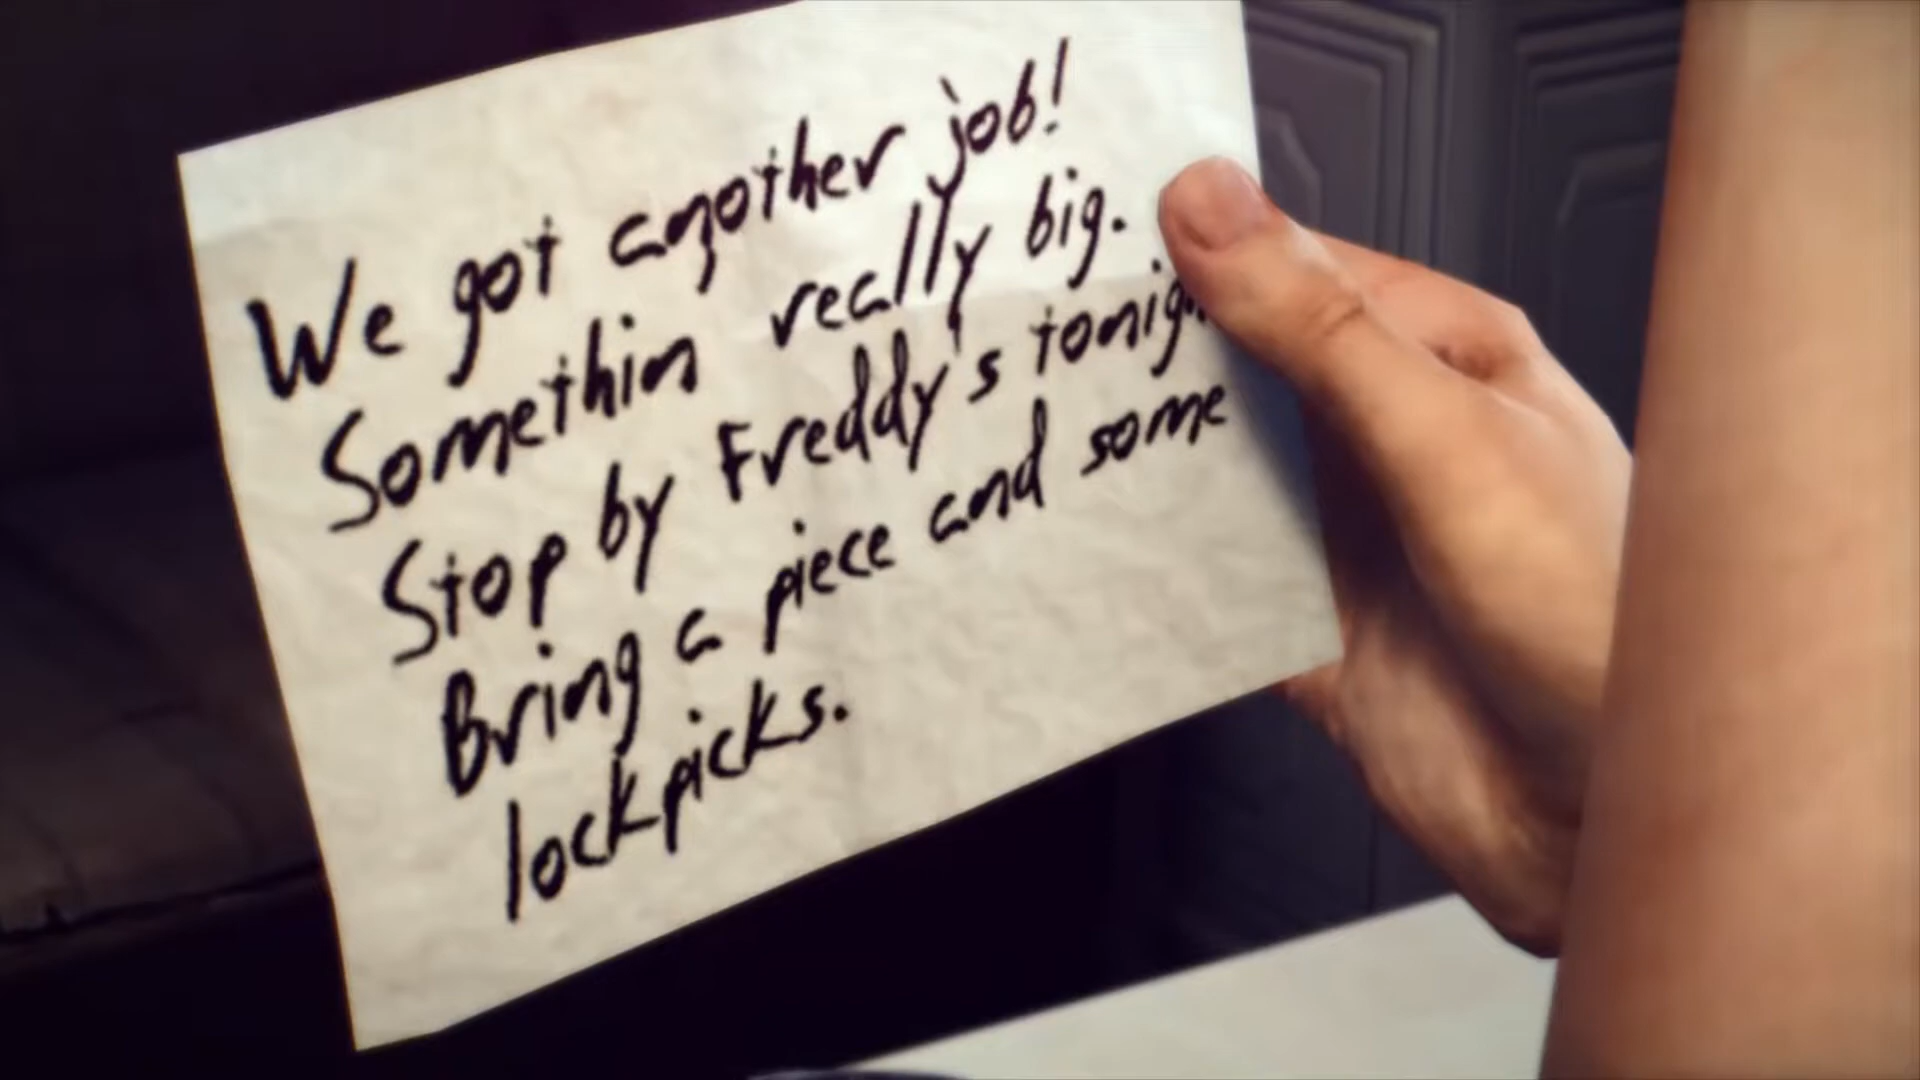 We got another job!
Somethin really big.
Stop by Freddy's
Bring a piece and some
lockpicks.